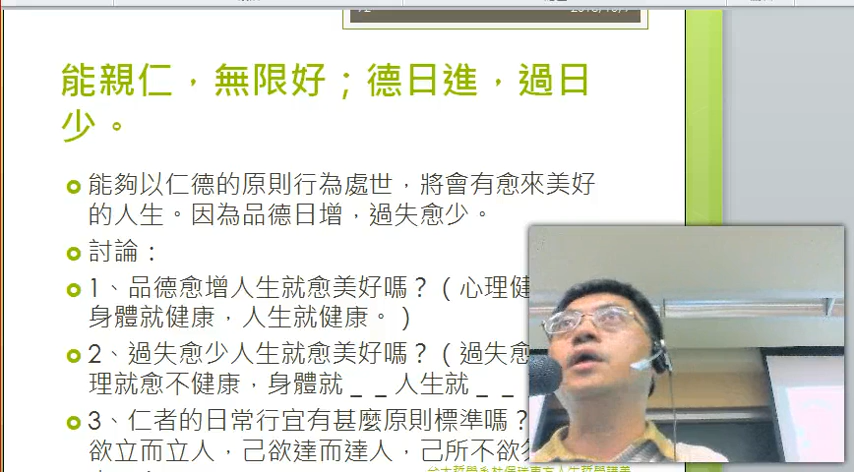 能親仁，無限好；德日進，過日
少。
能夠以仁德的原則行為處世，將會有愈來美好
的人生。因為品德日增，過失愈少。
討論：
1、品德愈增人生就愈美好嗎？（心理健
身體就健康，人生就健康。）
2、過失愈少人生就愈美好嗎？（過失愈
理就愈不健康，身體就＿＿人生就＿＿
3、仁者的日常行宜有甚麼原則標準嗎？
欲立而立人，己欲達而達人，己所不欲